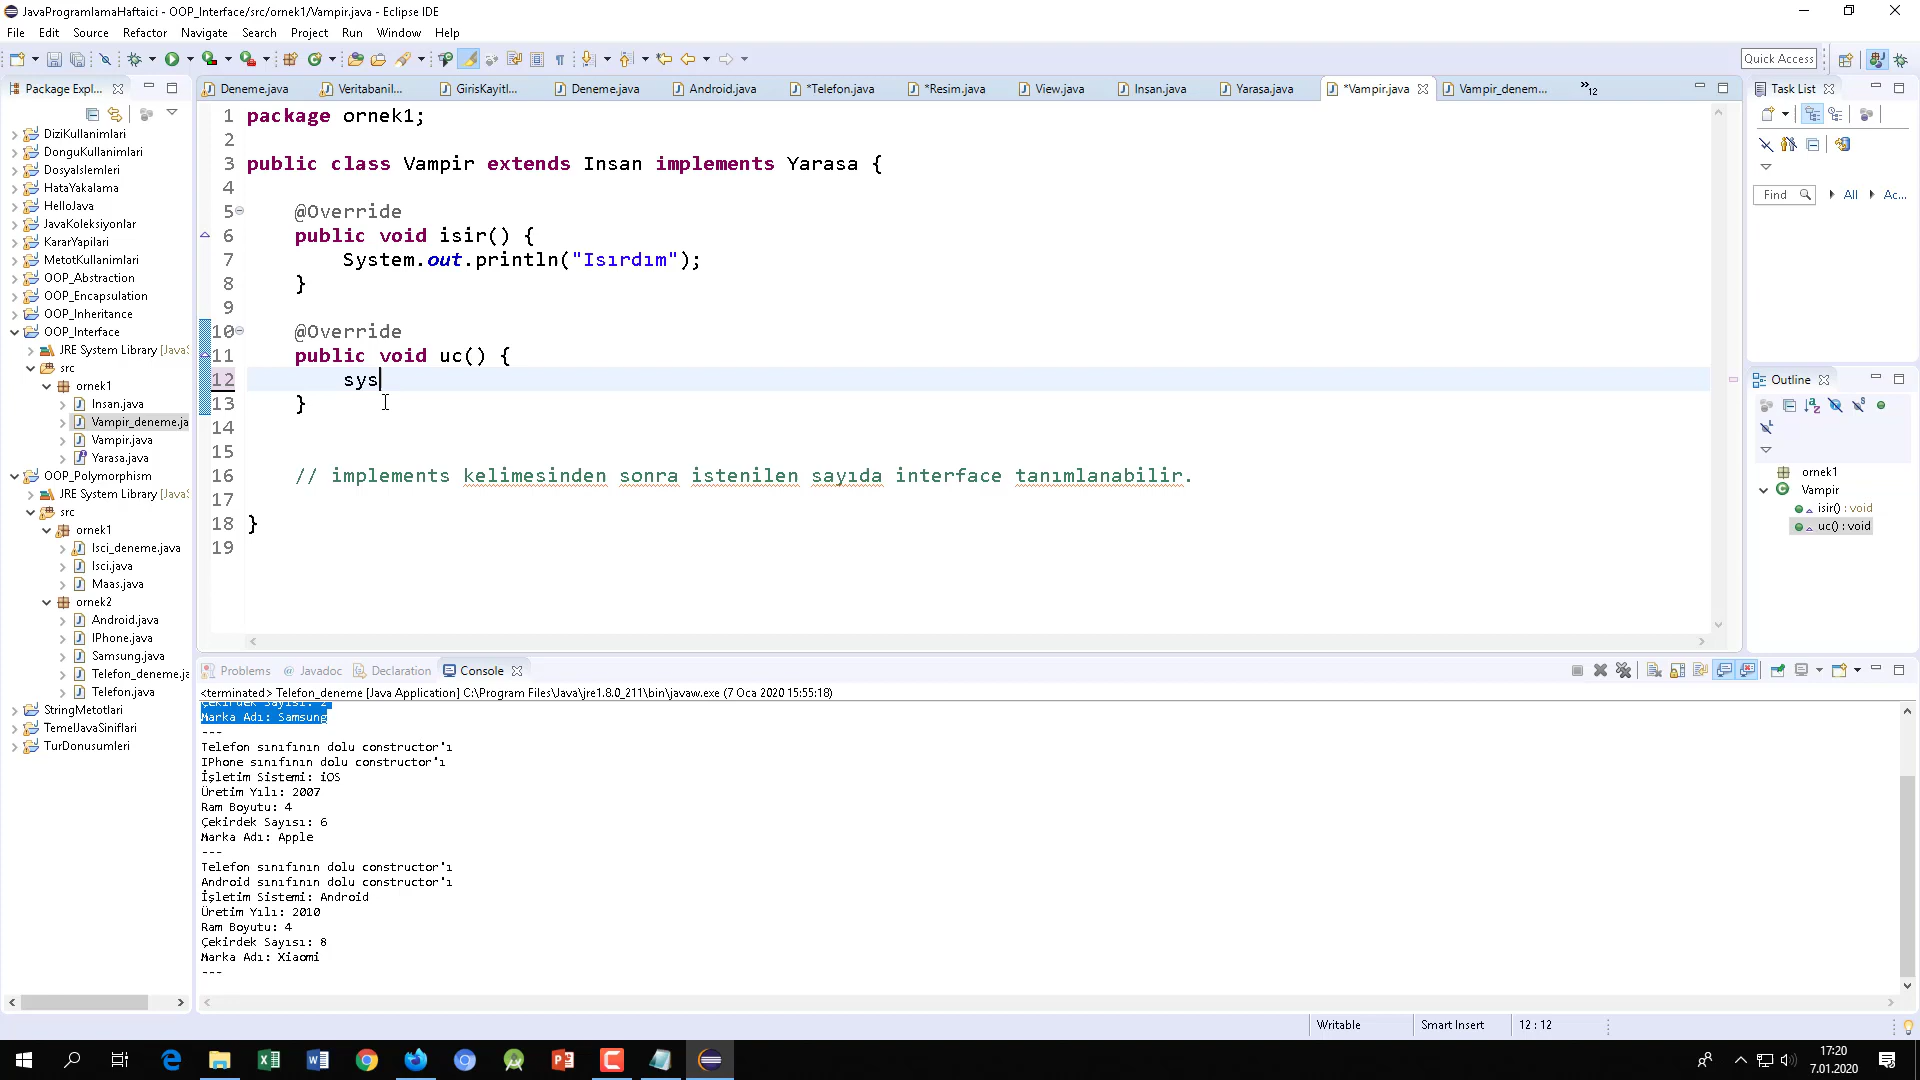 JavaProgramlamaHaftaici - OOP_Interface/src/ornek1/Vampir.java - Eclipse IDE
File Edit Source Refactor Navigate Search Project Run Window Help
Quick Access
Package Expl...
Deneme.java Veritabanil... GirisKayitl... Deneme.java Android.java *Telefon.java *Resim.java View.java Insan.java Yarasa.java *Vampir.java Vampir_denem... »12
Task List
DiziKullanimlari
DonguKullanimlari
DosyaIslemleri
HataYakalama
HelloJava
JavaKoleksiyonlar
KararYapilari
MetotKullanimlari
OOP_Abstraction
OOP_Encapsulation
OOP_Inheritance
OOP_Interface
JRE System Library [JavaS
src
ornek1
Insan.java
Vampir_deneme.ja
Vampir.java
Yarasa.java
OOP_Polymorphism
JRE System Library [JavaS
src
ornek1
Isci_deneme.java
Isci.java
Maas.java
ornek2
Android.java
IPhone.java
Samsung.java
Telefon_deneme.ja
Telefon.java
StringMetotlari
TemelJavaSiniflari
TurDonusumleri
1 package ornek1;
2
3 public class Vampir extends Insan implements Yarasa {
4
5 @Override
6 public void isir() {
7 System.out.println("Isırdım");
8 }
9
10 @Override
11 public void uc() {
12 sys
13 }
14
15
16 // implements kelimesinden sonra istenilen sayıda interface tanımlanabilir.
17
18 }
19
Find All Ac...
Outline
ornek1
Vampir
isir() : void
uc() : void
Problems @ Javadoc Declaration Console
<terminated> Telefon_deneme [Java Application] C:\Program Files\Java\jre1.8.0_211\bin\javaw.exe (7 Oca 2020 15:55:18)
Çekirdek Sayısı: 2
Marka Adı: Samsung
---
Telefon sınıfının dolu constructor'ı
IPhone sınıfının dolu constructor'ı
İşletim Sistemi: iOS
Üretim Yılı: 2007
Ram Boyutu: 4
Çekirdek Sayısı: 6
Marka Adı: Apple
---
Telefon sınıfının dolu constructor'ı
Android sınıfının dolu constructor'ı
İşletim Sistemi: Android
Üretim Yılı: 2010
Ram Boyutu: 4
Çekirdek Sayısı: 8
Marka Adı: Xiaomi
---
Writable Smart Insert 12 : 12
17:20
7.01.2020